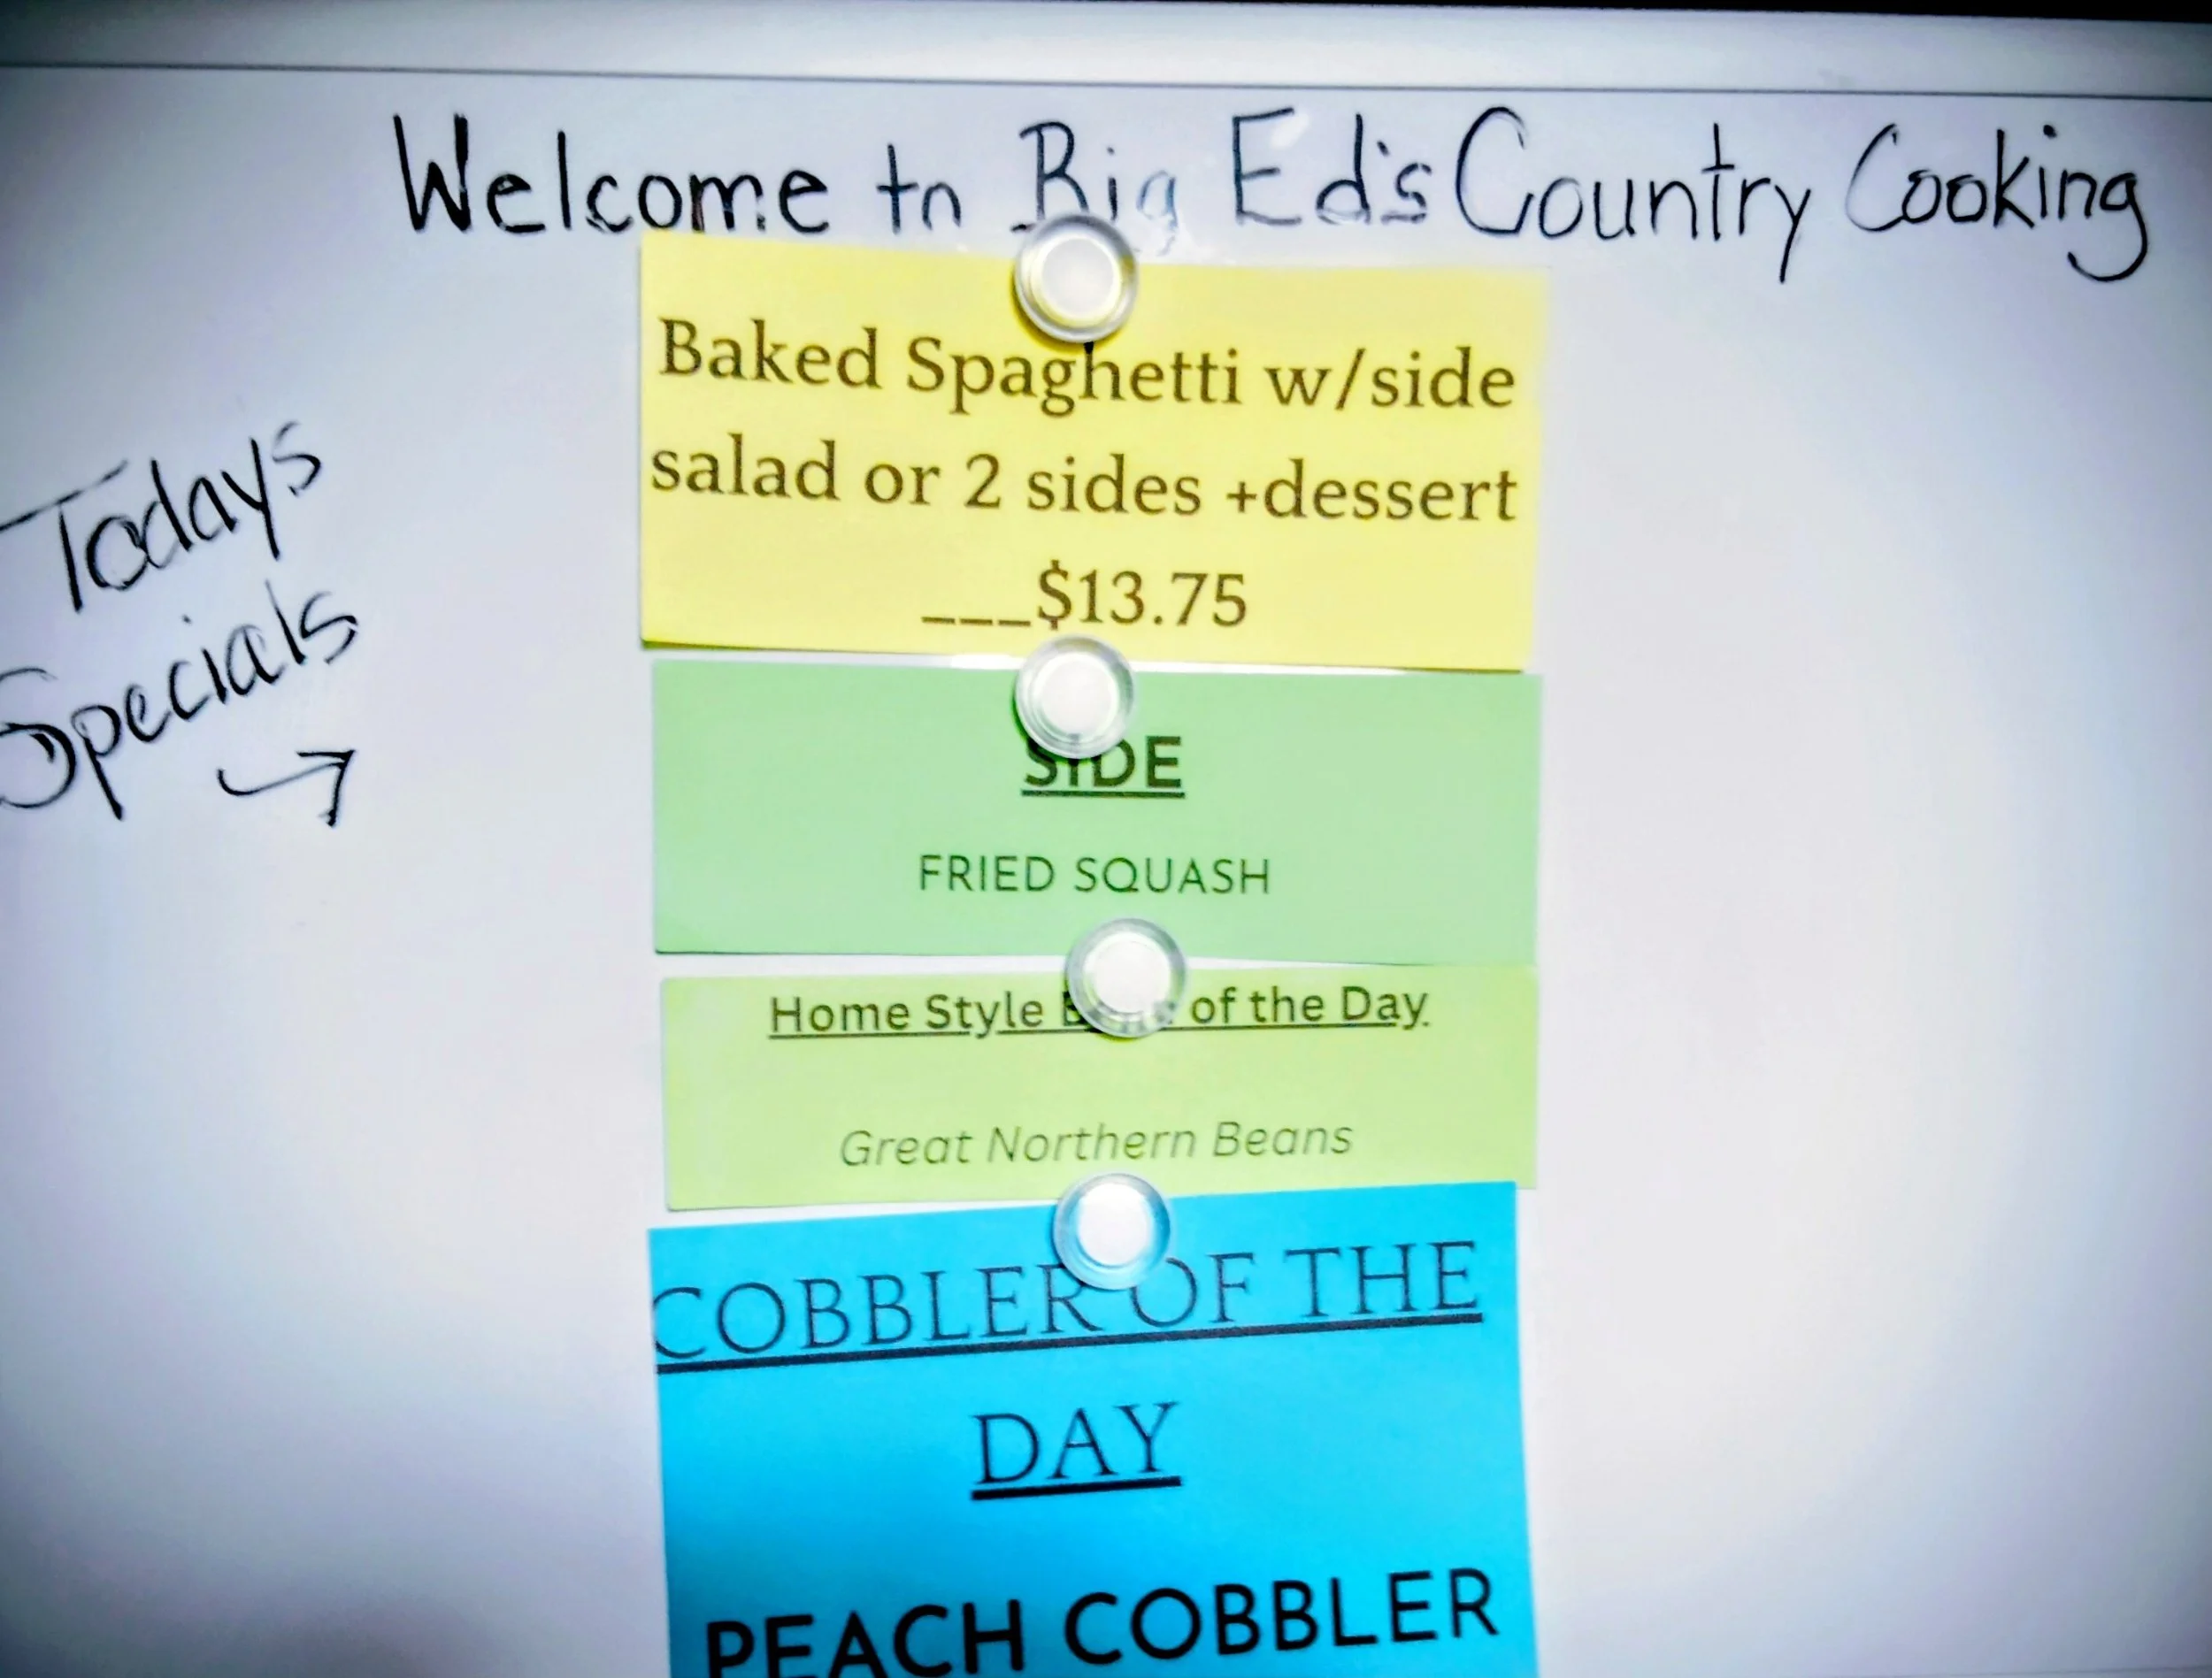 Welcome to Big Ed's Country Cooking
Todays
Specials
Baked Spaghetti w/side
salad or 2 sides +dessert
___$13.75
SIDE
FRIED SQUASH
Home Style of the Day
Great Northern Beans
COBBLER OF THE
DAY
PEACH COBBLER